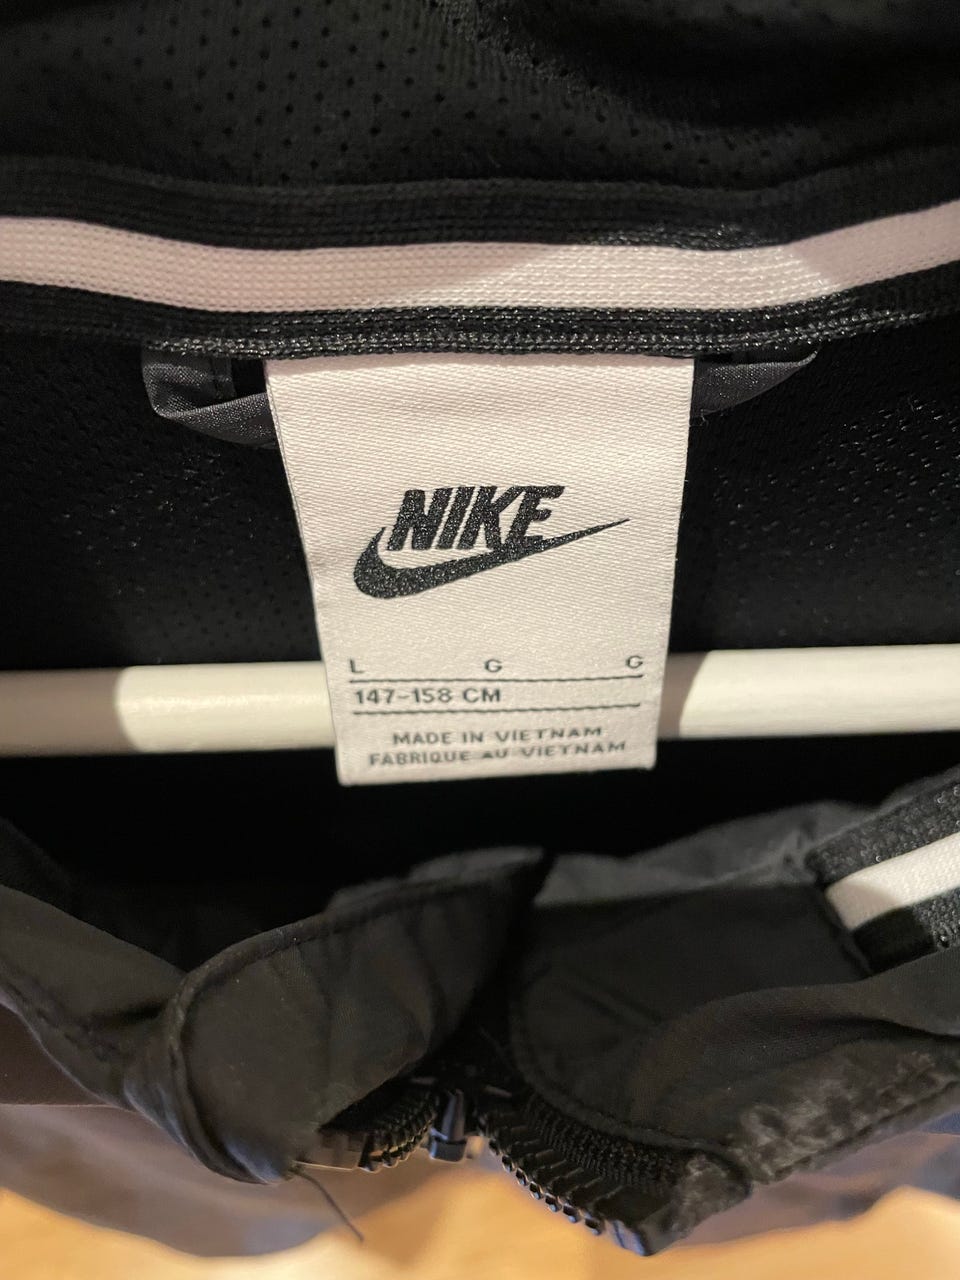 NIKE
L G G
147-158 CM
MADE IN VIETNAM
FABRIQUE AU VIETNAM